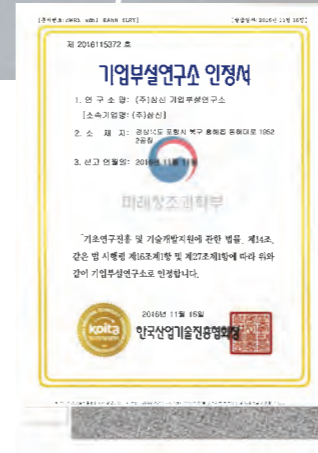 제 2016115372 호
기업부설연구소 인정서
1. 연 구 소 명: (주)삼신 기업부설연구소
[소속기업명: (주)삼신]
2. 소 재 지: 경상북도 포항시 북구 흥해읍 동해대로 1952
2공장
3. 신고 연월일: 2016년 11월 11일
미래창조과학부
「기초연구진흥 및 기술개발지원에 관한 법률」 제14조,
같은 법 시행령 제16조제1항 및 제27조제1항에 따라 위와
같이 기업부설연구소로 인정합니다.
2016년 11월 16일
koita
한국산업기술진흥협회장